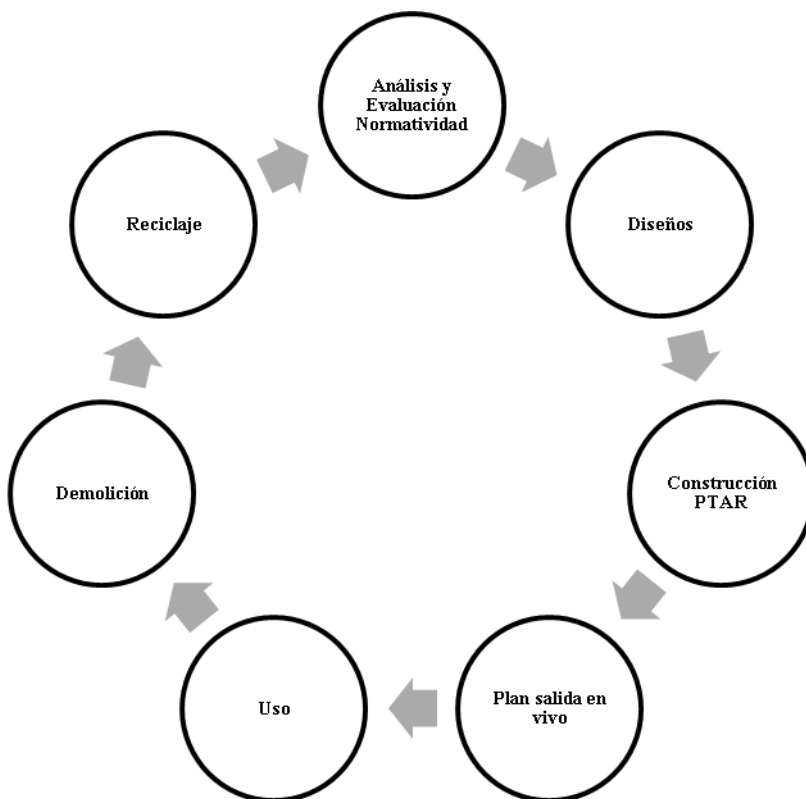 Análisis y
Evaluación
Normatividad
Diseños
Construcción
PTAR
Plan salida en
vivo
Uso
Demolición
Reciclaje